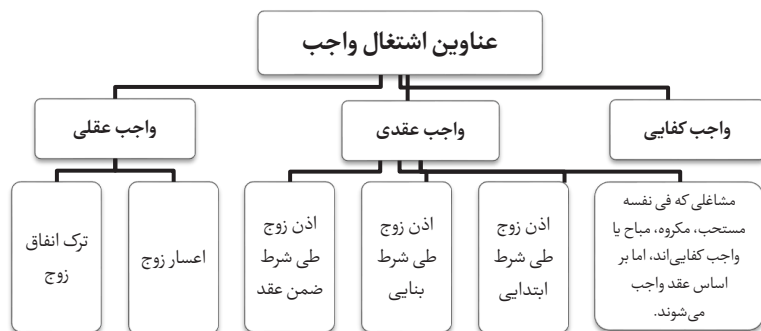 عناوین اشتغال واجب
واجب کفایی
واجب عقدی
واجب عقلی
مشاغلی که فی نفسه
مستحب، مکروه، مباح یا
واجب کفایی‌اند، اما بر
اساس عقد واجب
می‌شوند.
اذن زوج
طی شرط
ابتدایی
اذن زوج
طی شرط
بنایی
اذن زوج
طی شرط
ضمن عقد
اعسار زوج
ترک انفاق
زوج